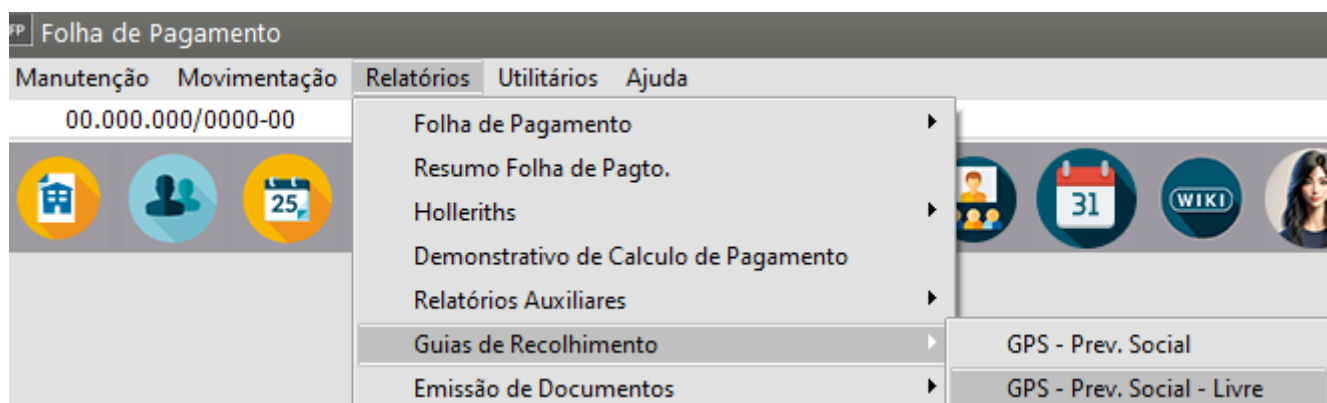 FP Folha de Pagamento
Manutenção Movimentação Relatórios Utilitários Ajuda
00.000.000/0000-00
Folha de Pagamento
Resumo Folha de Pagto.
Holleriths
Demonstrativo de Calculo de Pagamento
Relatórios Auxiliares
Guias de Recolhimento
Emissão de Documentos
25
31
WIKI
GPS - Prev. Social
GPS - Prev. Social - Livre